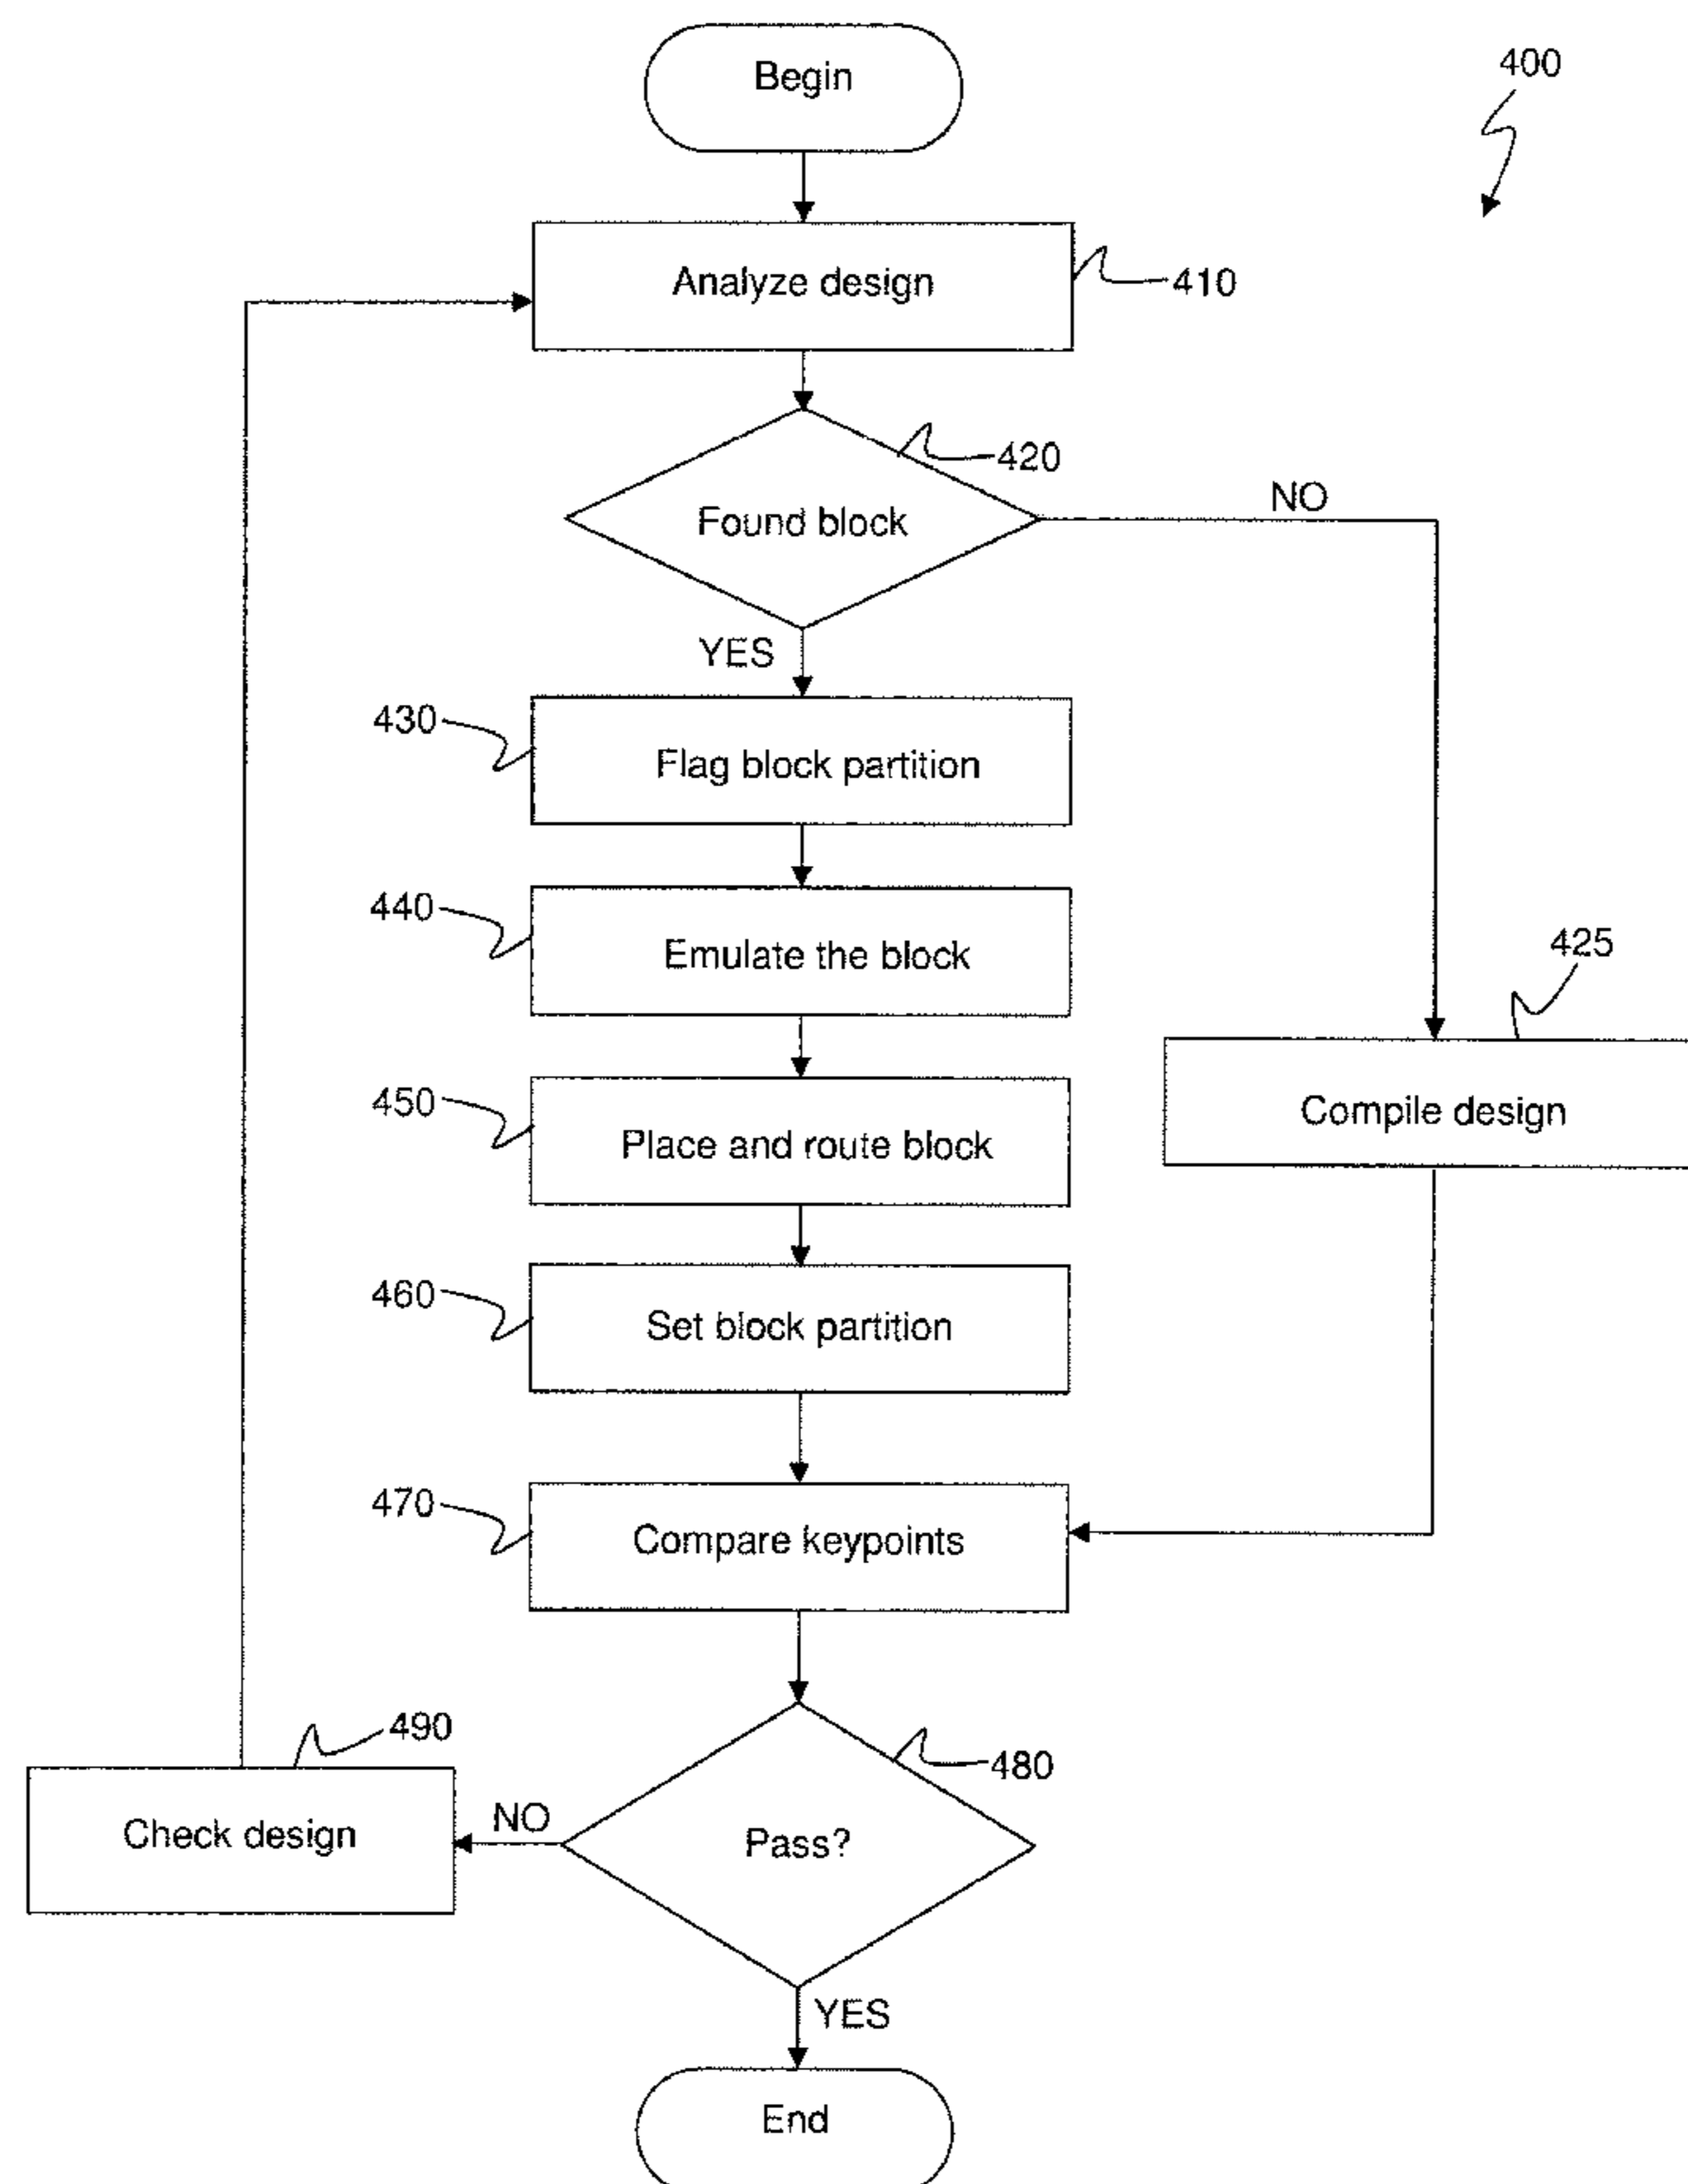 Begin
400
Analyze design
410
420
Found block
NO
YES
430
Flag block partition
440
Emulate the block
425
450
Place and route block
Compile design
460
Set block partition
470
Compare keypoints
490
480
Check design
NO
Pass?
YES
End